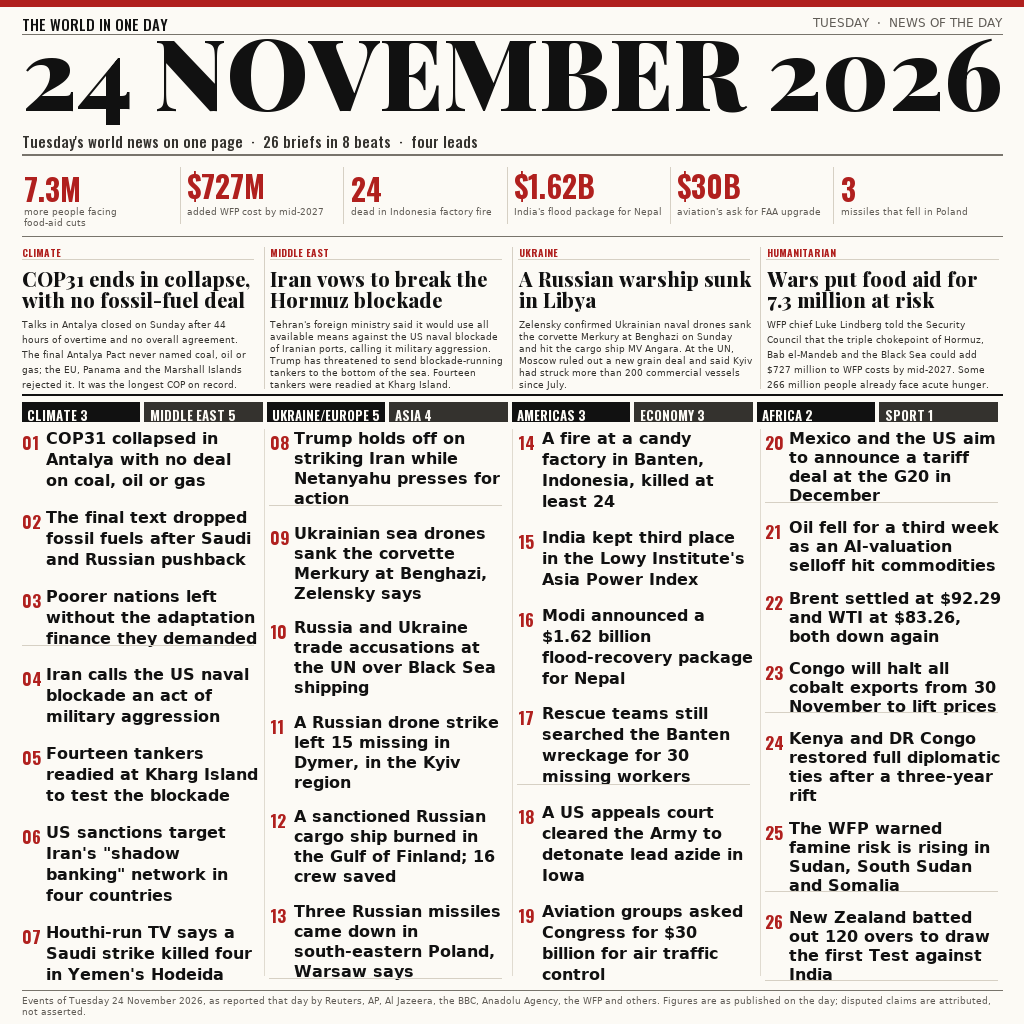 THE WORLD IN ONE DAY
TUESDAY · NEWS OF THE DAY
24 NOVEMBER 2026
Tuesday's world news on one page · 26 briefs in 8 beats · four leads
7.3M
more people facing
food-aid cuts
$727M
added WFP cost by mid-2027
24
dead in Indonesia factory fire
$1.62B
India's flood package for Nepal
$30B
aviation's ask for FAA upgrade
3
missiles that fell in Poland
CLIMATE
COP31 ends in collapse,
with no fossil-fuel deal
Talks in Antalya closed on Sunday after 44
hours of overtime and no overall agreement.
The final Antalya Pact never named coal, oil or
gas; the EU, Panama and the Marshall Islands
rejected it. It was the longest COP on record.
MIDDLE EAST
Iran vows to break the
Hormuz blockade
Tehran's foreign ministry said it would use all
available means against the US naval blockade
of Iranian ports, calling it military aggression.
Trump has threatened to send blockade-running
tankers to the bottom of the sea. Fourteen
tankers were readied at Kharg Island.
UKRAINE
A Russian warship sunk
in Libya
Zelensky confirmed Ukrainian naval drones sank
the corvette Merkury at Benghazi on Sunday
and hit the cargo ship MV Angara. At the UN,
Moscow ruled out a new grain deal and said Kyiv
had struck more than 200 commercial vessels
since July.
HUMANITARIAN
Wars put food aid for
7.3 million at risk
WFP chief Luke Lindberg told the Security
Council that the triple chokepoint of Hormuz,
Bab el-Mandeb and the Black Sea could add
$727 million to WFP costs by mid-2027. Some
266 million people already face acute hunger.
CLIMATE 3
MIDDLE EAST 5
UKRAINE/EUROPE 5
ASIA 4
AMERICAS 3
ECONOMY 3
AFRICA 2
SPORT 1
01 COP31 collapsed in
Antalya with no deal
on coal, oil or gas
02 The final text dropped
fossil fuels after Saudi
and Russian pushback
03 Poorer nations left
without the adaptation
finance they demanded
04 Iran calls the US naval
blockade an act of
military aggression
05 Fourteen tankers
readied at Kharg Island
to test the blockade
06 US sanctions target
Iran's "shadow
banking" network in
four countries
07 Houthi-run TV says a
Saudi strike killed four
in Yemen's Hodeida
08 Trump holds off on
striking Iran while
Netanyahu presses for
action
09 Ukrainian sea drones
sank the corvette
Merkury at Benghazi,
Zelensky says
10 Russia and Ukraine
trade accusations at
the UN over Black Sea
shipping
11 A Russian drone strike
left 15 missing in
Dymer, in the Kyiv
region
12 A sanctioned Russian
cargo ship burned in
the Gulf of Finland; 16
crew saved
13 Three Russian missiles
came down in
south-eastern Poland,
Warsaw says
14 A fire at a candy
factory in Banten,
Indonesia, killed at
least 24
15 India kept third place
in the Lowy Institute's
Asia Power Index
16 Modi announced a
$1.62 billion
flood-recovery package
for Nepal
17 Rescue teams still
searched the Banten
wreckage for 30
missing workers
18 A US appeals court
cleared the Army to
detonate lead azide in
Iowa
19 Aviation groups asked
Congress for $30
billion for air traffic
control
20 Mexico and the US aim
to announce a tariff
deal at the G20 in
December
21 Oil fell for a third week
as an AI-valuation
selloff hit commodities
22 Brent settled at $92.29
and WTI at $83.26,
both down again
23 Congo will halt all
cobalt exports from 30
November to lift prices
24 Kenya and DR Congo
restored full diplomatic
ties after a three-year
rift
25 The WFP warned
famine risk is rising in
Sudan, South Sudan
and Somalia
26 New Zealand batted
out 120 overs to draw
the first Test against
India
Events of Tuesday 24 November 2026, as reported that day by Reuters, AP, Al Jazeera, the BBC, Anadolu Agency, the WFP and others. Figures are as published on the day; disputed claims are attributed,
not asserted.